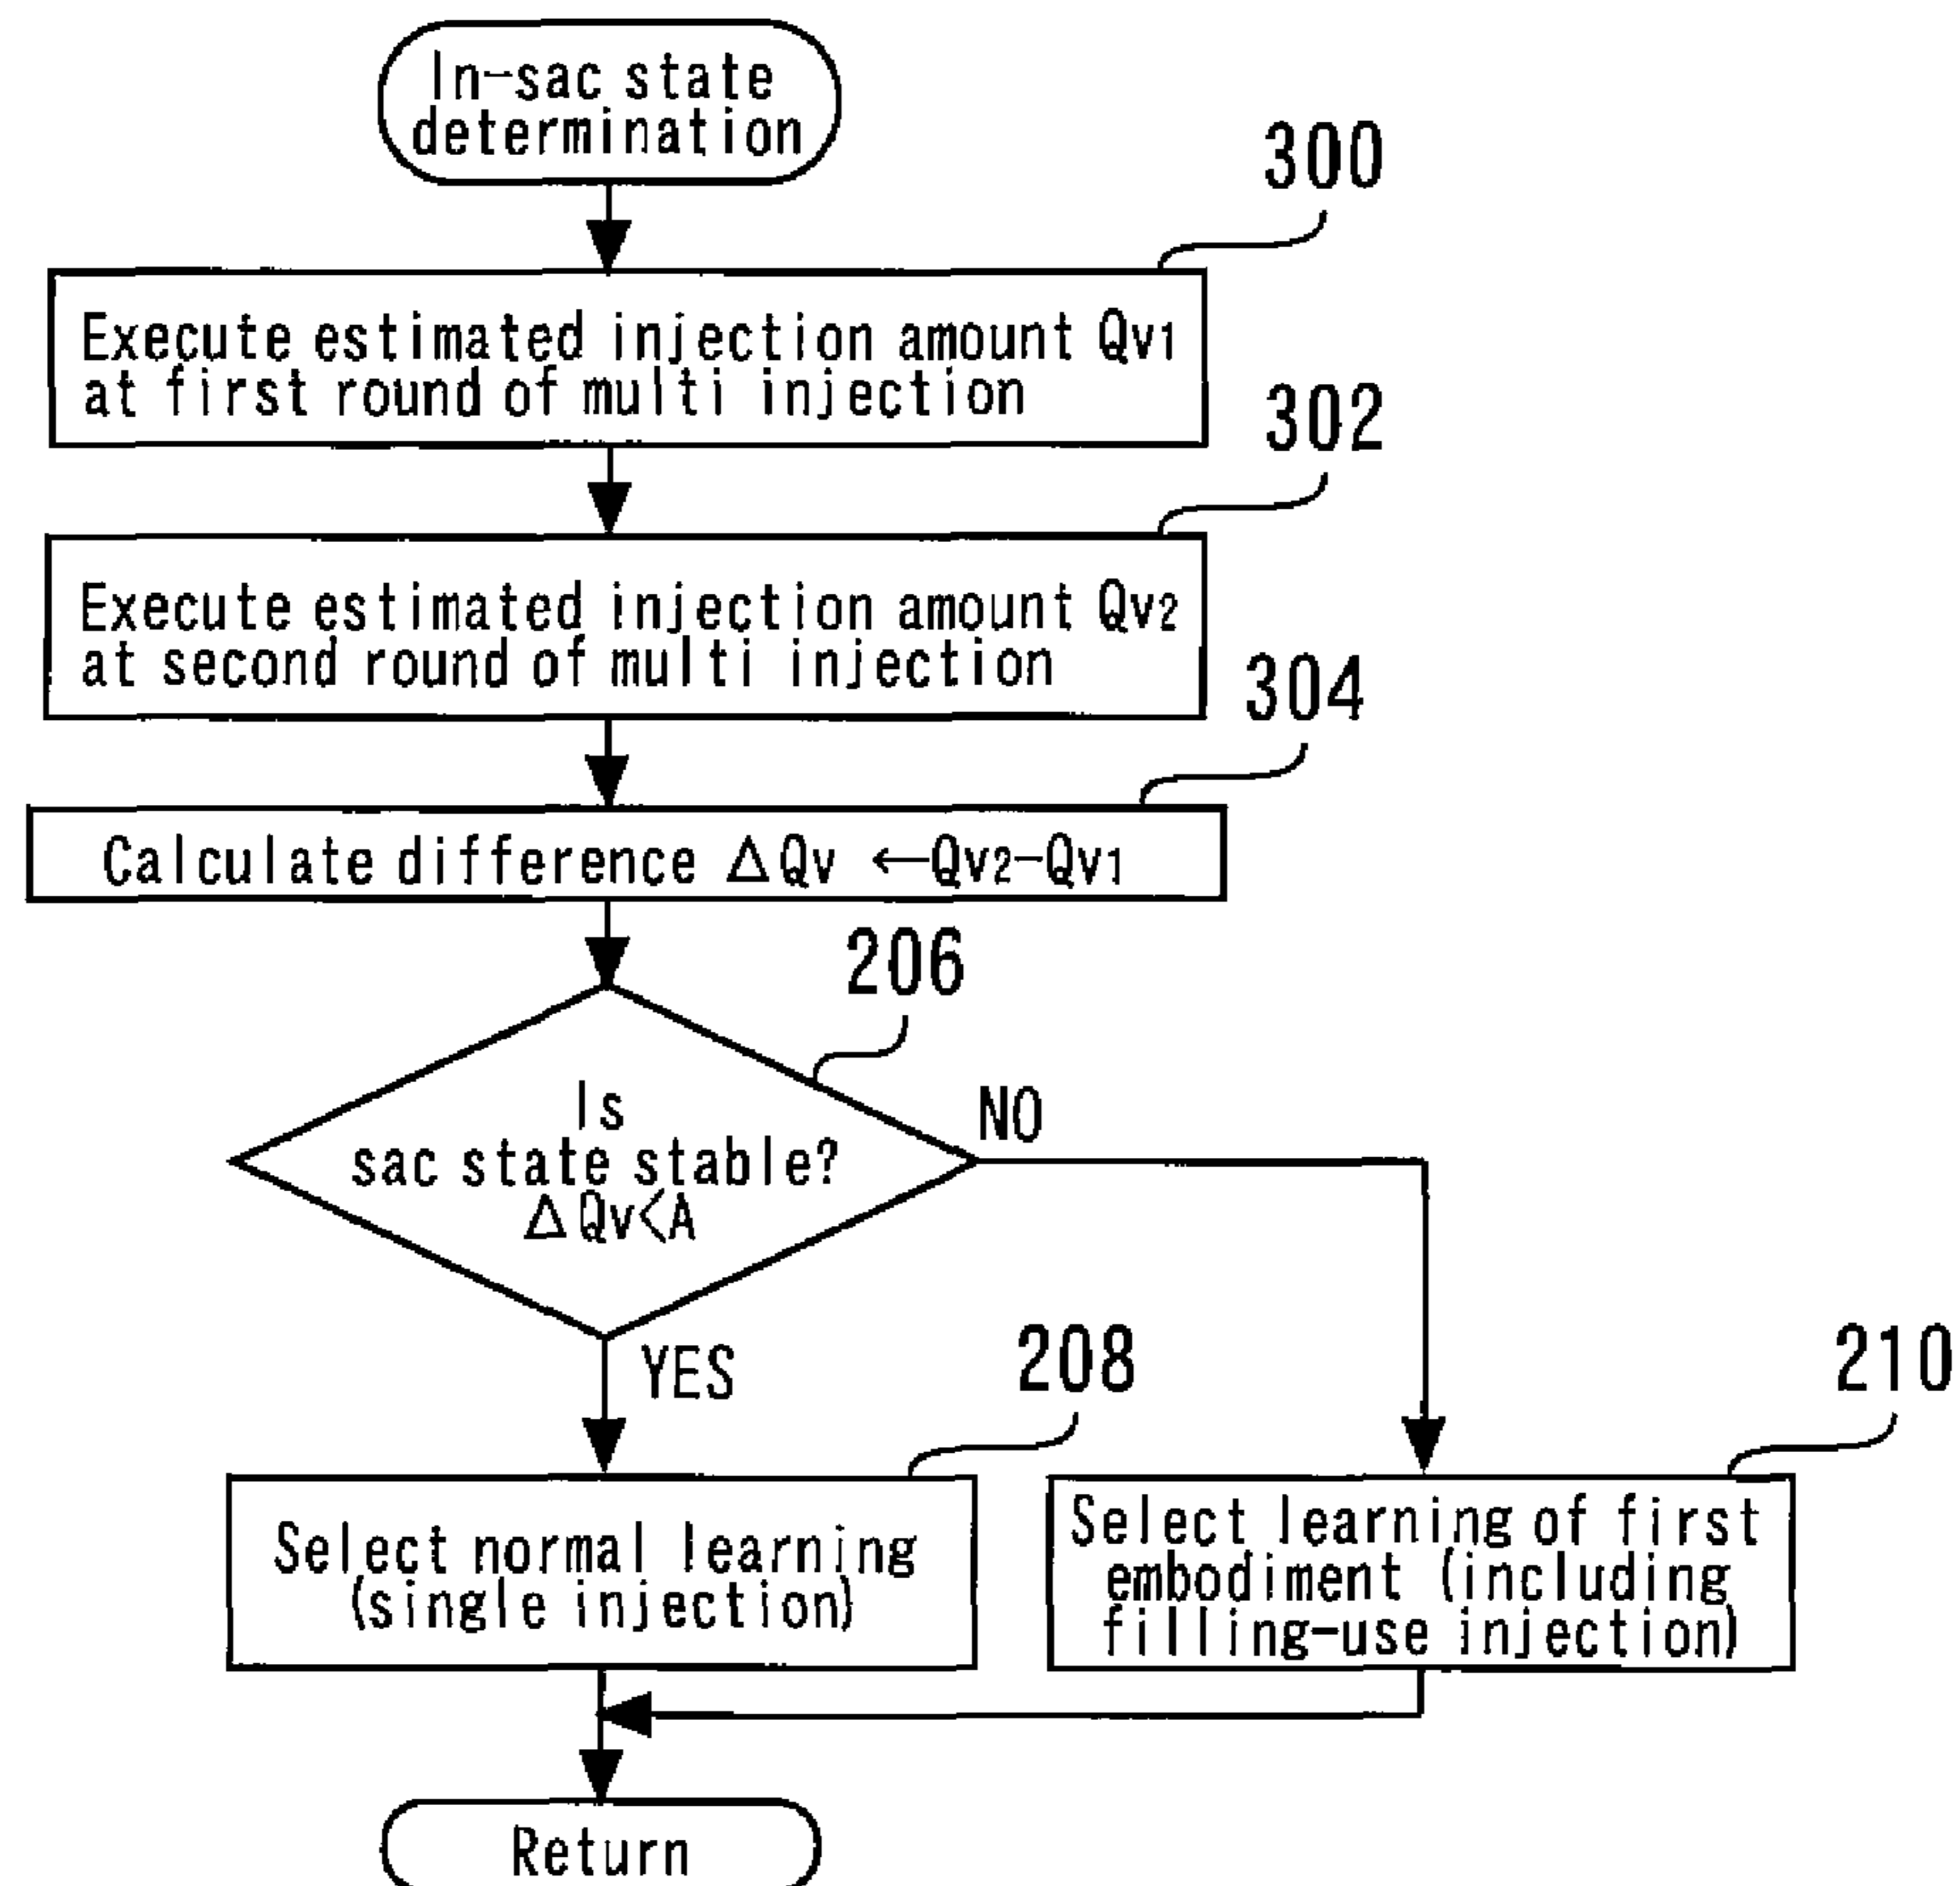 In-sac state
determination
300
Execute estimated injection amount Qv1
at first round of multi injection
302
Execute estimated injection amount Qv2
at second round of multi injection
304
Calculate difference ΔQv ←Qv2-Qv1
206
Is
sac state stable?
ΔQv<A
NO
YES
208
Select normal learning
(single injection)
210
Select learning of first
embodiment (including
filling-use injection)
Return